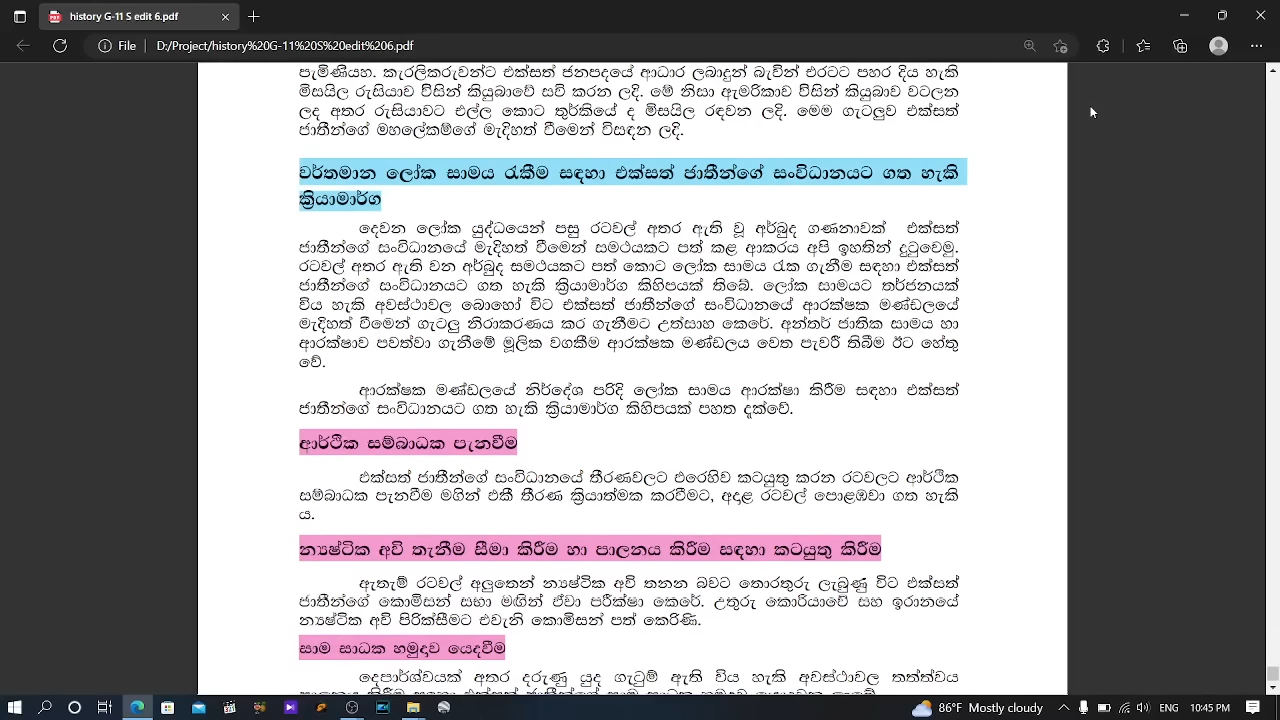 history G-11 S edit 6.pdf
File D:/Project/history%20G-11%20S%20edit%206.pdf
පැමිණියහ. කැරලිකරුවන්ට එක්සත් ජනපදයේ ආධාර ලබාදුන් බැවින් එරටට පහර දිය හැකි
මිසයිල රුසියාව විසින් කියුබාවේ සවි කරන ලදි. මේ නිසා ඇමරිකාව විසින් කියුබාව වටලන
ලද අතර රුසියාවට එල්ල කොට තුර්කියේ ද මිසයිල රඳවන ලදි. මෙම ගැටලුව එක්සත්
ජාතීන්ගේ මහලේකම්ගේ මැදිහත් වීමෙන් විසඳන ලදි.
වර්තමාන ලෝක සාමය රැකීම සඳහා එක්සත් ජාතීන්ගේ සංවිධානයට ගත හැකි
ක්‍රියාමාර්ග
දෙවන ලෝක යුද්ධයෙන් පසු රටවල් අතර ඇති වූ අර්බුද ගණනාවක් එක්සත්
ජාතීන්ගේ සංවිධානයේ මැදිහත් වීමෙන් සමථයකට පත් කළ ආකරය අපි ඉහතින් දුටුවෙමු.
රටවල් අතර ඇති වන අර්බුද සමථයකට පත් කොට ලෝක සාමය රැක ගැනීම සඳහා එක්සත්
ජාතීන්ගේ සංවිධානයට ගත හැකි ක්‍රියාමාර්ග කිහිපයක් තිබේ. ලෝක සාමයට තර්ජනයක්
විය හැකි අවස්ථාවල බොහෝ විට එක්සත් ජාතීන්ගේ සංවිධානයේ ආරක්ෂක මණ්ඩලයේ
මැදිහත් වීමෙන් ගැටලු නිරාකරණය කර ගැනීමට උත්සාහ කෙරේ. අන්තර් ජාතික සාමය හා
ආරක්ෂාව පවත්වා ගැනීමේ මූලික වගකීම ආරක්ෂක මණ්ඩලය වෙත පැවරී තිබීම ඊට හේතු
වේ.
ආරක්ෂක මණ්ඩලයේ නිර්දේශ පරිදි ලෝක සාමය ආරක්ෂා කිරීම සඳහා එක්සත්
ජාතීන්ගේ සංවිධානයට ගත හැකි ක්‍රියාමාර්ග කිහිපයක් පහත දැක්වේ.
ආර්ථික සම්බාධක පැනවීම
එක්සත් ජාතීන්ගේ සංවිධානයේ තීරණවලට එරෙහිව කටයුතු කරන රටවලට ආර්ථික
සම්බාධක පැනවීම මගින් එකී තීරණ ක්‍රියාත්මක කරවීමට, අදාළ රටවල් පොළඹවා ගත හැකි
ය.
න්‍යෂ්ටික අවි තැනීම සීමා කිරීම හා පාලනය කිරීම සඳහා කටයුතු කිරීම
ඇතැම් රටවල් අලුතෙන් න්‍යෂ්ටික අවි තනන බවට තොරතුරු ලැබුණු විට එක්සත්
ජාතීන්ගේ කොමිසන් සභා මඟින් ඒවා පරීක්ෂා කෙරේ. උතුරු කොරියාවේ සහ ඉරානයේ
න්‍යෂ්ටික අවි පිරික්සීමට එවැනි කොමිසන් පත් කෙරිණි.
සාම සාධක හමුදාව යෙදවීම
දෙපාර්ශ්වයක් අතර දරුණු යුද ගැටුම් ඇති විය හැකි අවස්ථාවල තත්ත්වය
86°F Mostly cloudy ENG 10:45 PM